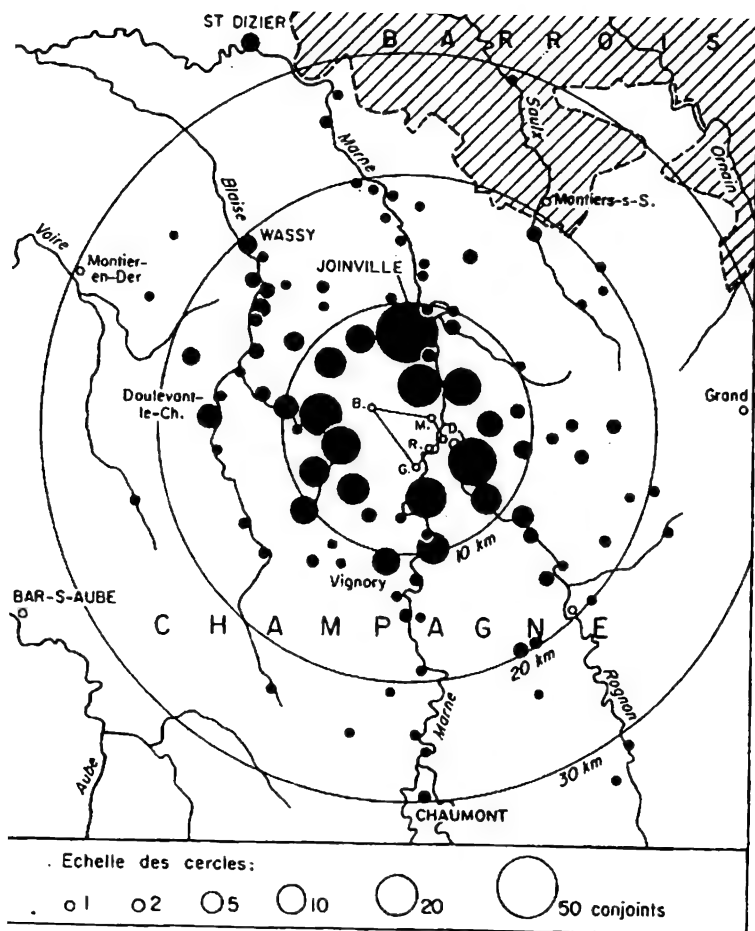 ST DIZIER
B A R R O I S
Marne
Saulx
Ornain
Blaise
Voire
Montiers-s-S.
WASSY
Montier-
en-Der
JOINVILLE
Doulevant-
le-Ch.
Grand
B.
M.
D.
R.
G.
10 km
Vignory
BAR-S-AUBE
C H A M P A G N E
20 km
Marne
Rognon
Aube
30 km
CHAUMONT
Echelle des cercles:
1 2 5 10 20 50 conjoints